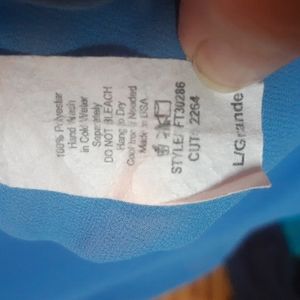 100% Polyester
Hand Wash
in Cold Water
Separately
DO NOT BLEACH
Hang to Dry
Cool Iron if Needed
Made in USA
STYLE: FT30286
CUT: 2264
L/Grande